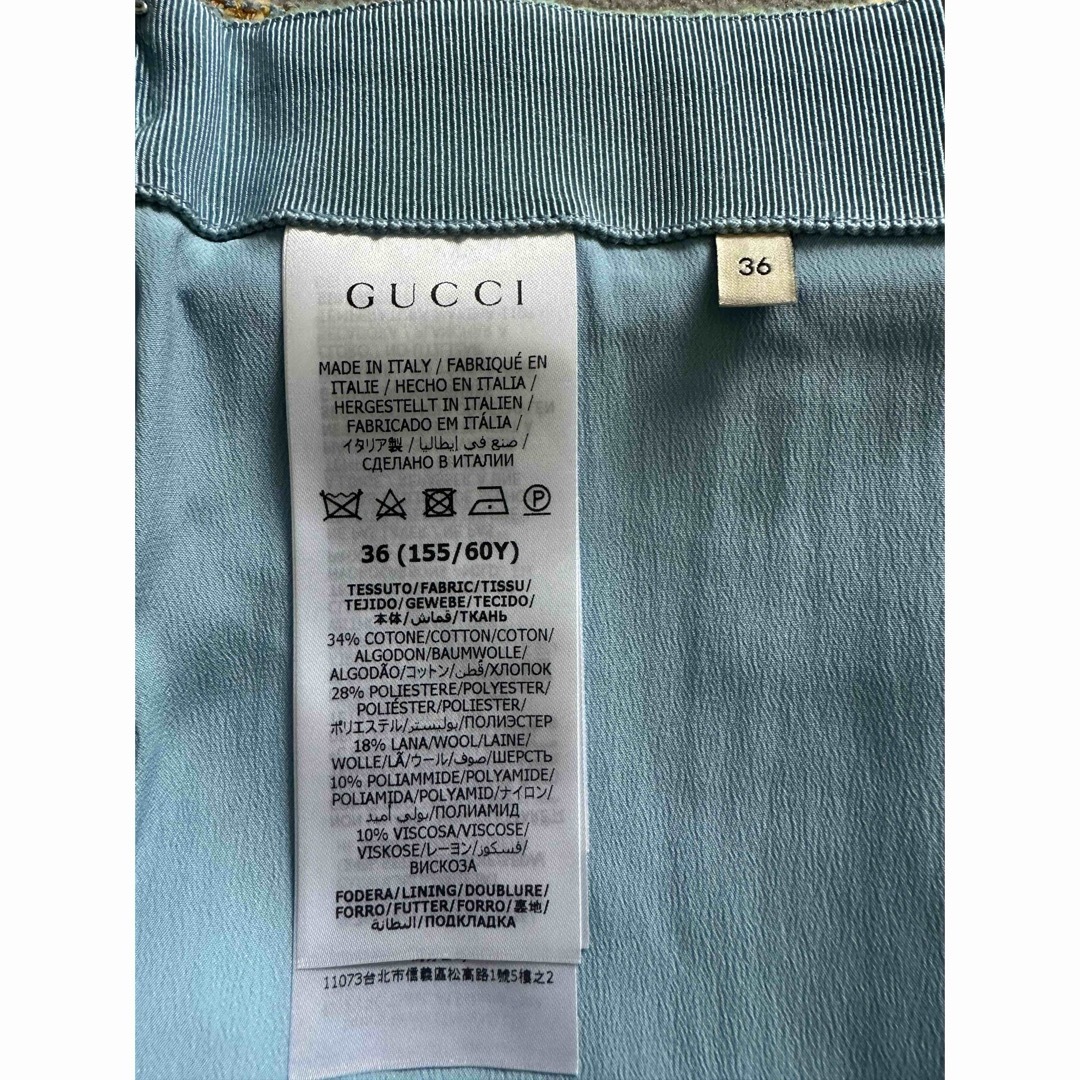 GUCCI
36
MADE IN ITALY / FABRIQUÉ EN
ITALIE / HECHO EN ITALIA /
HERGESTELLT IN ITALIEN /
FABRICADO EM ITÁLIA /
イタリア製 / صنع في إيطاليا /
СДЕЛАНО В ИТАЛИИ
P
36 (155/60Y)
TESSUTO/FABRIC/TISSU/
TEJIDO/GEWEBE/TECIDO/
本体/قماش/ТКАНЬ
34% COTONE/COTTON/COTON/
ALGODON/BAUMWOLLE/
ALGODÃO/コットン/قطن/ХЛОПОК
28% POLIESTERE/POLYESTER/
POLIÉSTER/POLIESTER/
ポリエステル/بوليستر/ПОЛИЭСТЕР
18% LANA/WOOL/LAINE/
WOLLE/LÃ/ウール/صوف/ШЕРСТЬ
10% POLIAMMIDE/POLYAMIDE/
POLIAMIDA/POLYAMID/ナイロン/
بولي أميد/ПОЛИАМИД
10% VISCOSA/VISCOSE/
VISKOSE/レーヨン/فسكوز/
ВИСКОЗА
FODERA/LINING/DOUBLURE/
FORRO/FUTTER/FORRO/裏地/
البطانة/ПОДКЛАДКА
11073台北市信義區松高路1號5樓之2